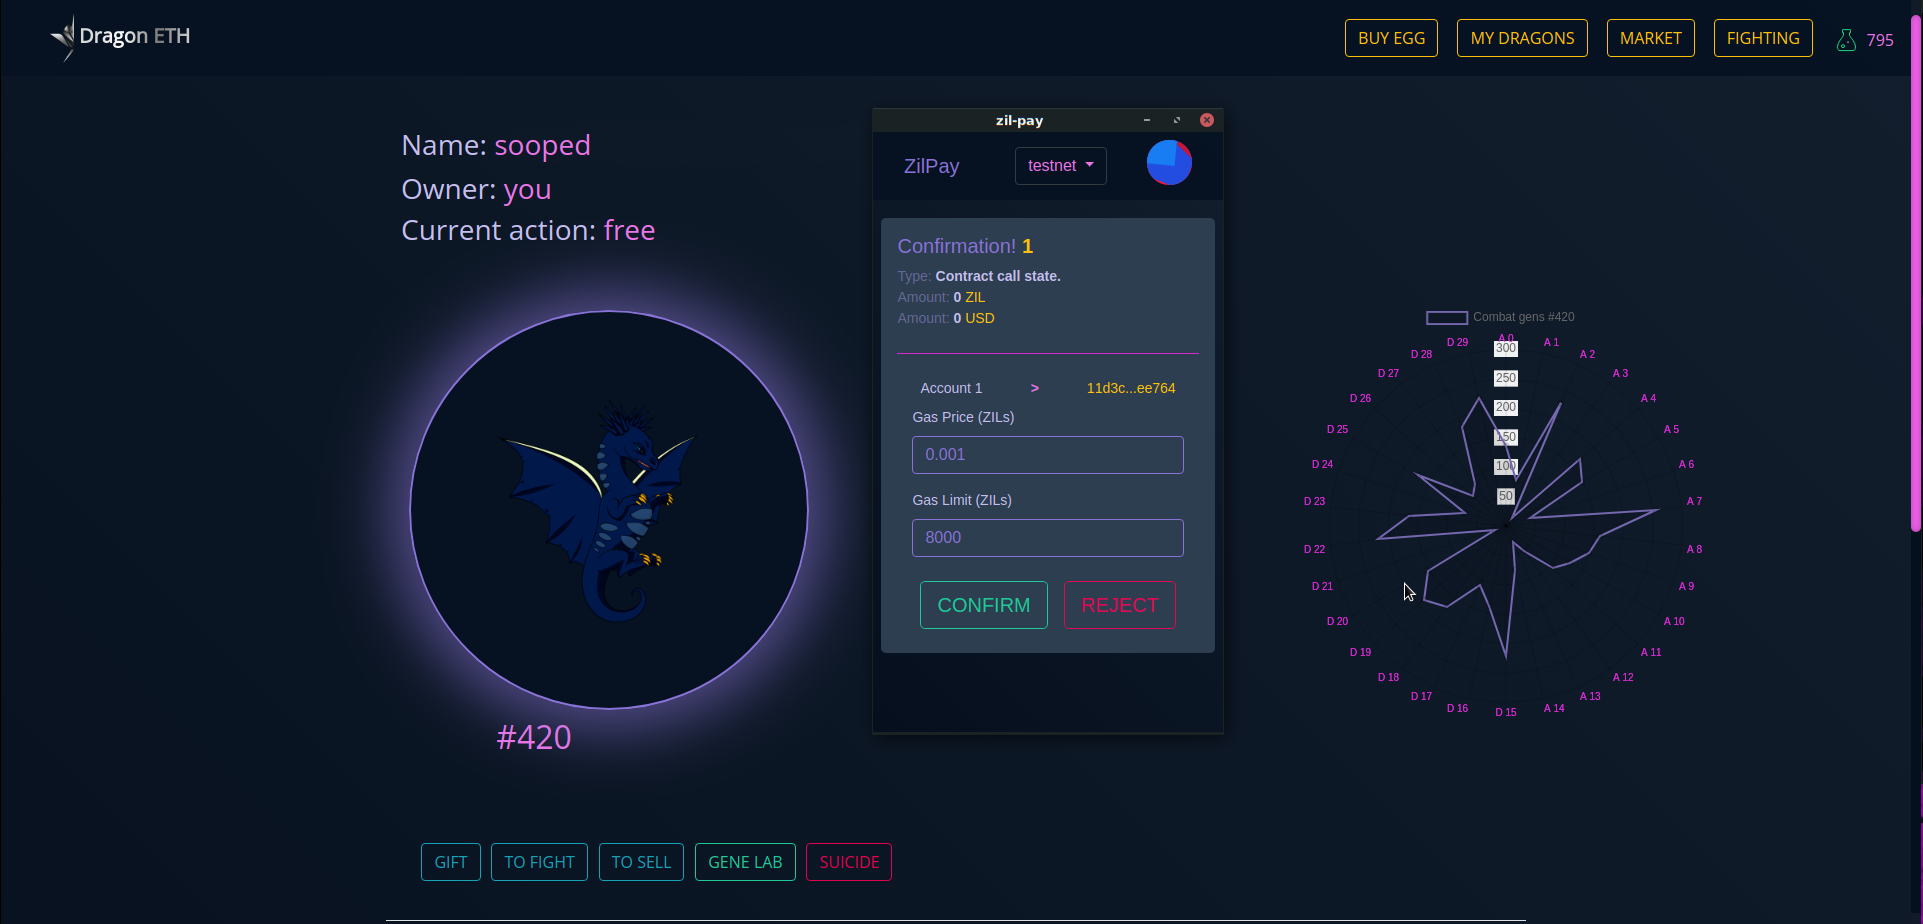 Dragon ETH
BUY EGG
MY DRAGONS
MARKET
FIGHTING
795
Name: sooped
Owner: you
Current action: free
#420
zil-pay
ZilPay
testnet
Confirmation! 1
Type: Contract call state.
Amount: 0 ZIL
Amount: 0 USD
Account 1 > 11d3c...ee764
Gas Price (ZILs)
0.001
Gas Limit (ZILs)
8000
CONFIRM
REJECT
Combat gens #420
A 0
A 1
A 2
A 3
A 4
A 5
A 6
A 7
A 8
A 9
A 10
A 11
A 12
A 13
A 14
D 15
D 16
D 17
D 18
D 19
D 20
D 21
D 22
D 23
D 24
D 25
D 26
D 27
D 28
D 29
300
250
200
150
100
50
GIFT
TO FIGHT
TO SELL
GENE LAB
SUICIDE